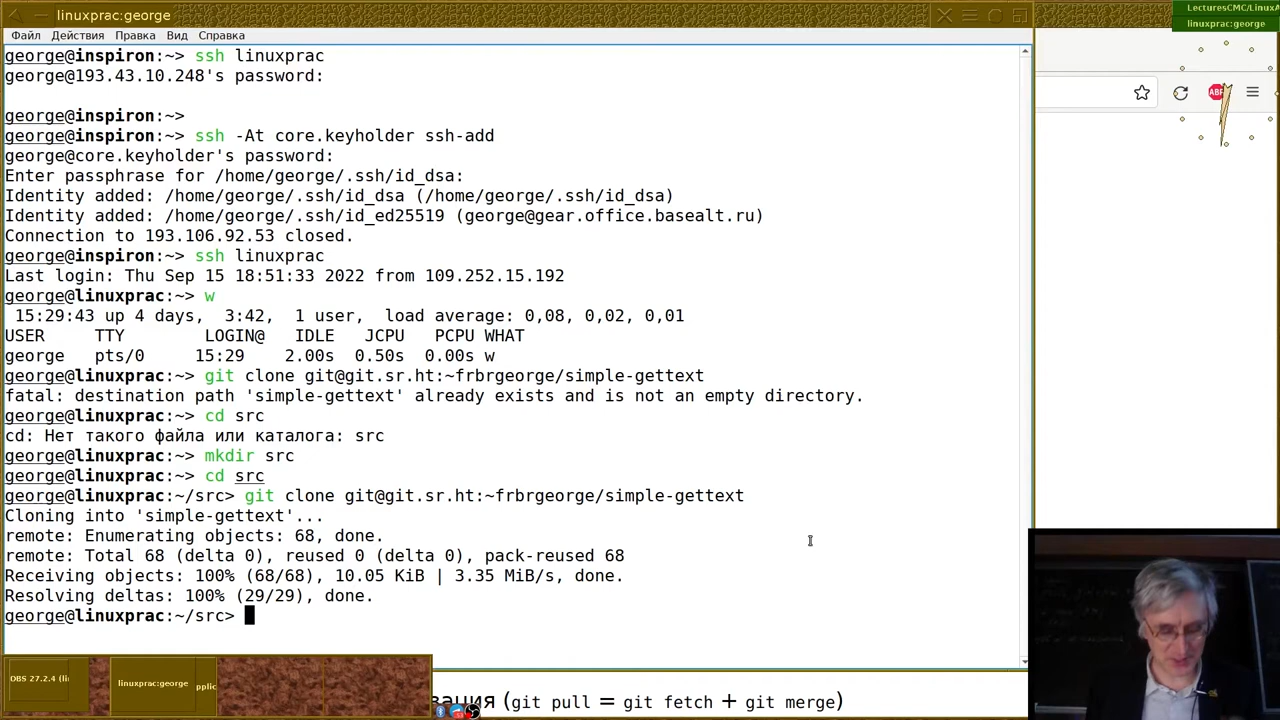 linuxprac:george
LecturesCMC/LinuxA
linuxprac:george
Файл Действия Правка Вид Справка
george@inspiron:~> ssh linuxprac
george@193.43.10.248's password:
george@inspiron:~>
george@inspiron:~> ssh -At core.keyholder ssh-add
george@core.keyholder's password:
Enter passphrase for /home/george/.ssh/id_dsa:
Identity added: /home/george/.ssh/id_dsa (/home/george/.ssh/id_dsa)
Identity added: /home/george/.ssh/id_ed25519 (george@gear.office.basealt.ru)
Connection to 193.106.92.53 closed.
george@inspiron:~> ssh linuxprac
Last login: Thu Sep 15 18:51:33 2022 from 109.252.15.192
george@linuxprac:~> w
15:29:43 up 4 days, 3:42, 1 user, load average: 0,08, 0,02, 0,01
USER TTY LOGIN@ IDLE JCPU PCPU WHAT
george pts/0 15:29 2.00s 0.50s 0.00s w
george@linuxprac:~> git clone git@git.sr.ht:~frbrgeorge/simple-gettext
fatal: destination path 'simple-gettext' already exists and is not an empty directory.
george@linuxprac:~> cd src
cd: Нет такого файла или каталога: src
george@linuxprac:~> mkdir src
george@linuxprac:~> cd src
george@linuxprac:~/src> git clone git@git.sr.ht:~frbrgeorge/simple-gettext
Cloning into 'simple-gettext'...
remote: Enumerating objects: 68, done.
remote: Total 68 (delta 0), reused 0 (delta 0), pack-reused 68
Receiving objects: 100% (68/68), 10.05 KiB | 3.35 MiB/s, done.
Resolving deltas: 100% (29/29), done.
george@linuxprac:~/src>
ABP
OBS 27.2.4 (li
linuxprac:george
pplic
вация (git pull = git fetch + git merge)